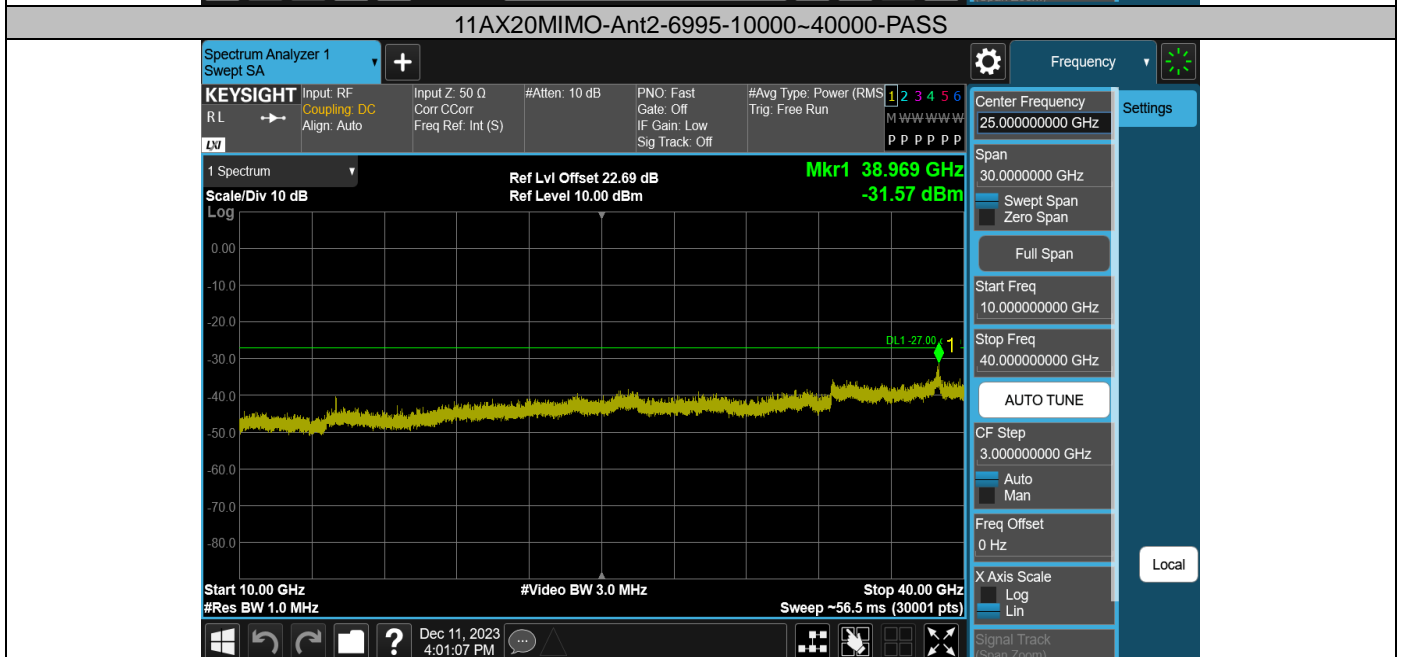 11AX20MIMO-Ant2-6995-10000~40000-PASS
Spectrum Analyzer 1
Swept SA
Frequency
KEYSIGHT
RL
LXI
Input: RF
Coupling: DC
Align: Auto
Input Z: 50 Ω
Corr CCorr
Freq Ref: Int (S)
#Atten: 10 dB
PNO: Fast
Gate: Off
IF Gain: Low
Sig Track: Off
#Avg Type: Power (RMS
Trig: Free Run
1 2 3 4 5 6
M W W W W W
P P P P P P
Center Frequency
25.000000000 GHz
Settings
Span
30.0000000 GHz
Swept Span
Zero Span
Full Span
Start Freq
10.000000000 GHz
Stop Freq
40.000000000 GHz
AUTO TUNE
CF Step
3.000000000 GHz
Auto
Man
Freq Offset
0 Hz
X Axis Scale
Log
Lin
Signal Track
(Span Zoom)
Local
1 Spectrum
Scale/Div 10 dB
Ref Lvl Offset 22.69 dB
Ref Level 10.00 dBm
Mkr1 38.969 GHz
-31.57 dBm
Log
0.00
-10.0
-20.0
DL1 -27.00
1
-30.0
-40.0
-50.0
-60.0
-70.0
-80.0
Start 10.00 GHz
#Video BW 3.0 MHz
Stop 40.00 GHz
#Res BW 1.0 MHz
Sweep ~56.5 ms (30001 pts)
?
Dec 11, 2023
4:01:07 PM